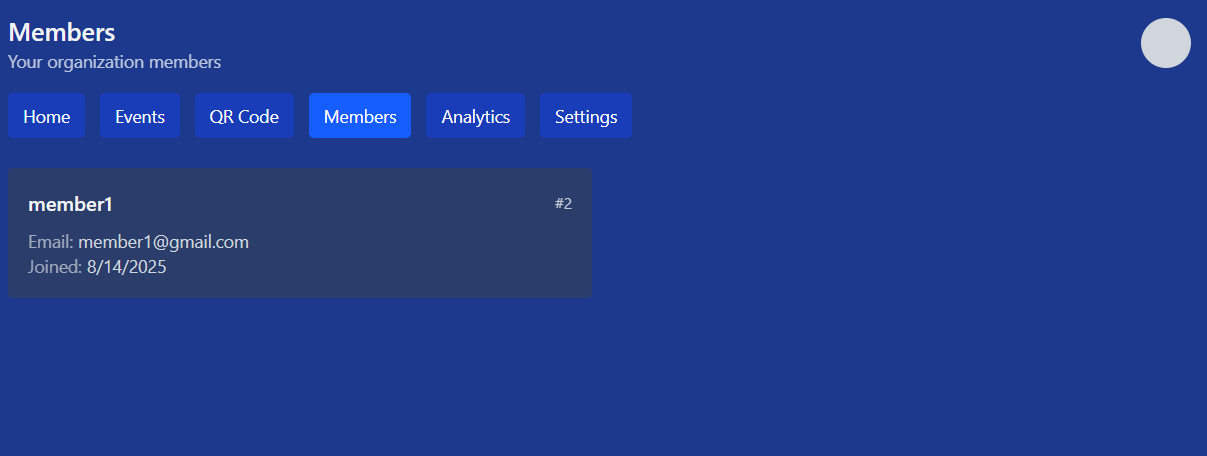 Members
Your organization members
Home Events QR Code Members Analytics Settings
member1 #2
Email: member1@gmail.com
Joined: 8/14/2025